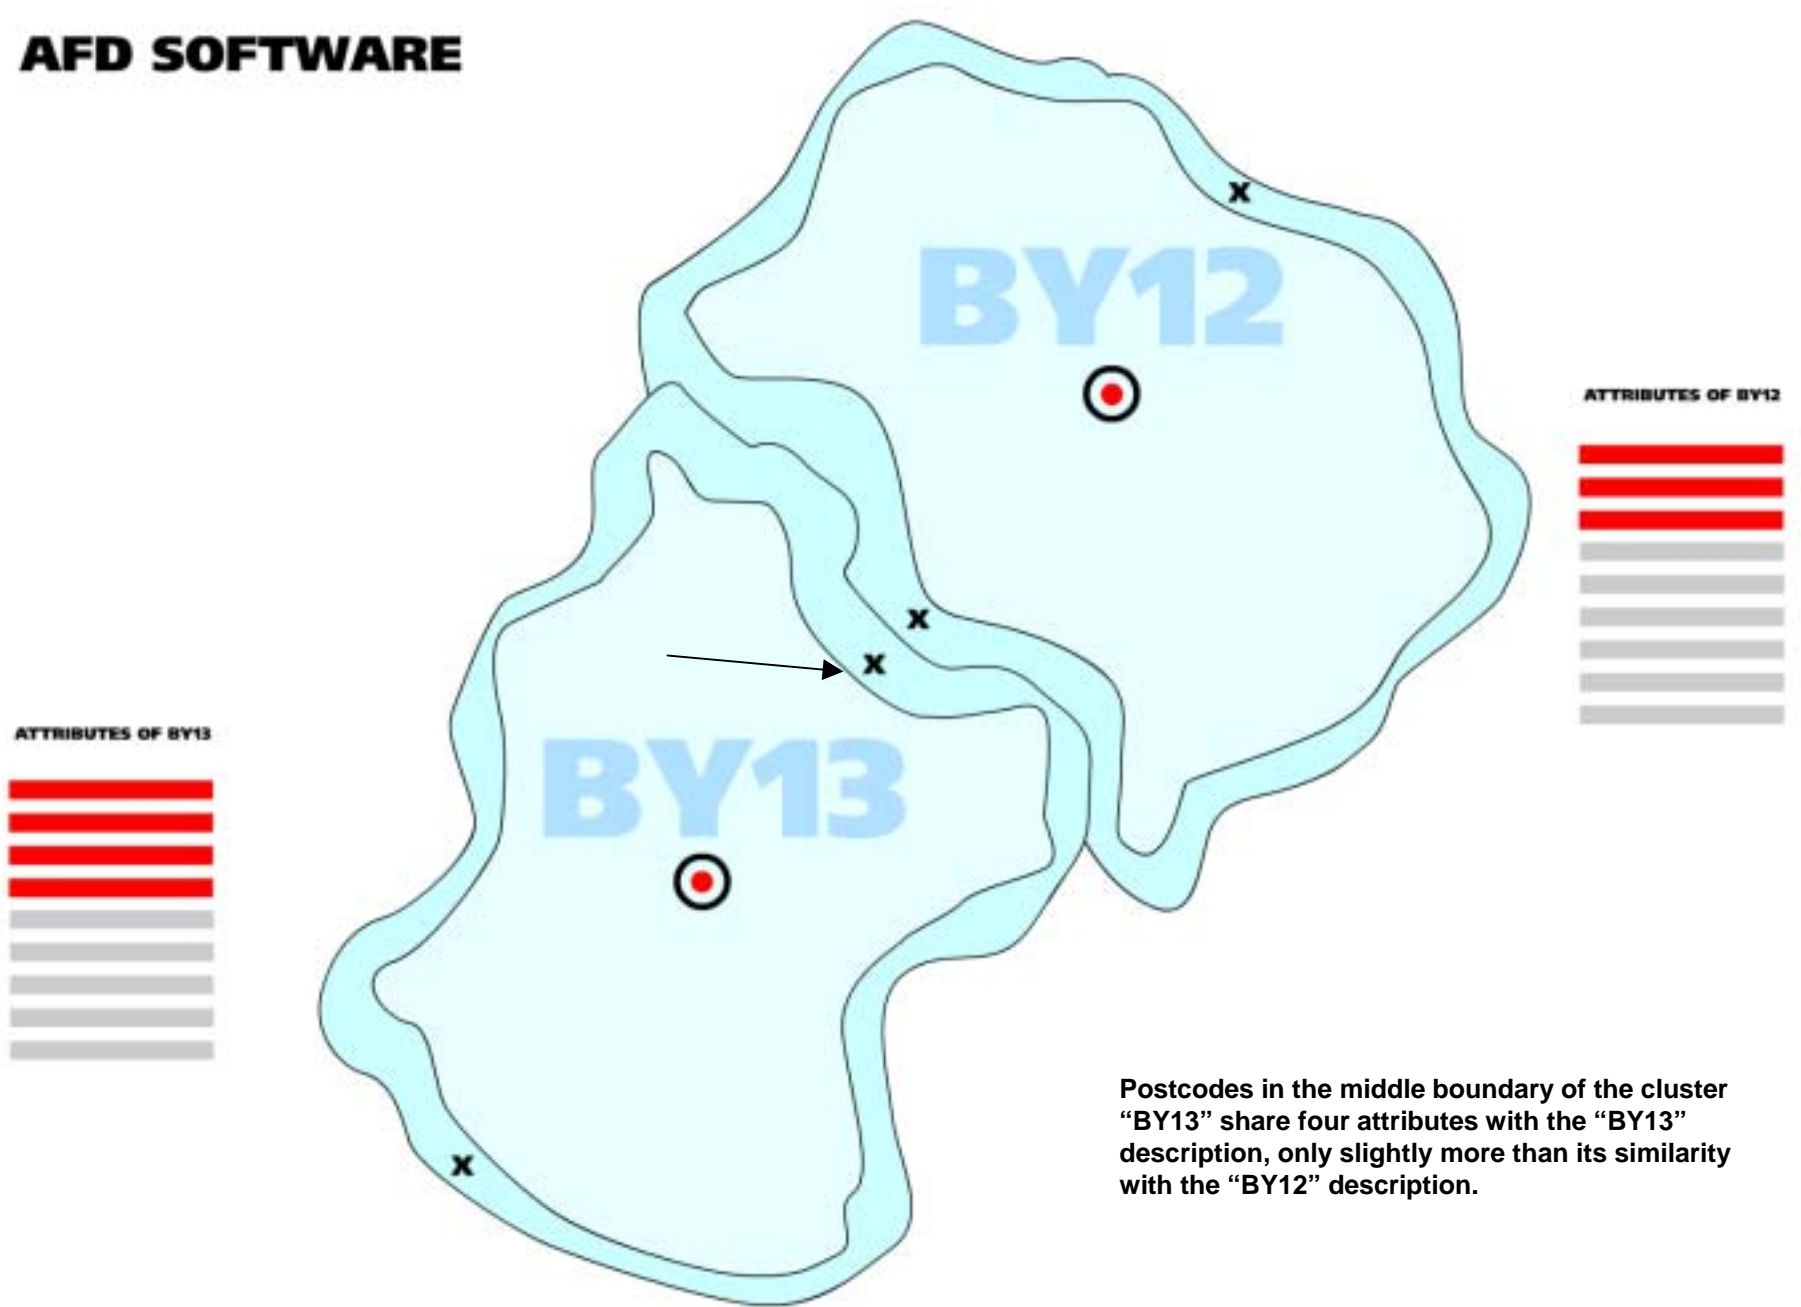 AFD SOFTWARE
x
BY12
ATTRIBUTES OF BY12
x
x
ATTRIBUTES OF BY13
BY13
Postcodes in the middle boundary of the cluster
“BY13” share four attributes with the “BY13”
description, only slightly more than its similarity
with the “BY12” description.
x